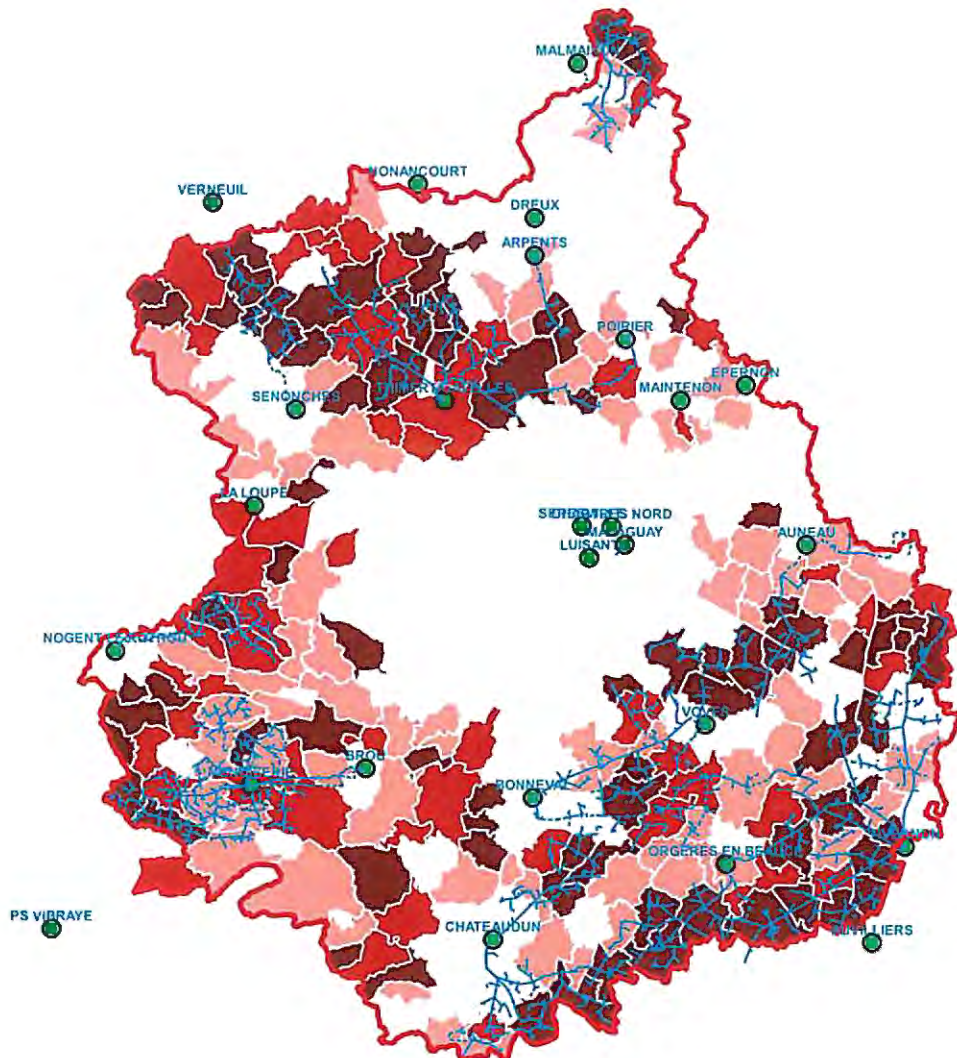 MALMAISON
NONANCOURT
VERNEUIL
DREUX
ARPENTS
POIRIER
EPERNON
MAINTENON
SENONCHES
LA LOUPE
NORD
AUNEAU
LUISANT
VOVES
BROU
BONNEVAL
ORGERES EN BEAUCE
PS VIBRAYE
CHATEAUDUN